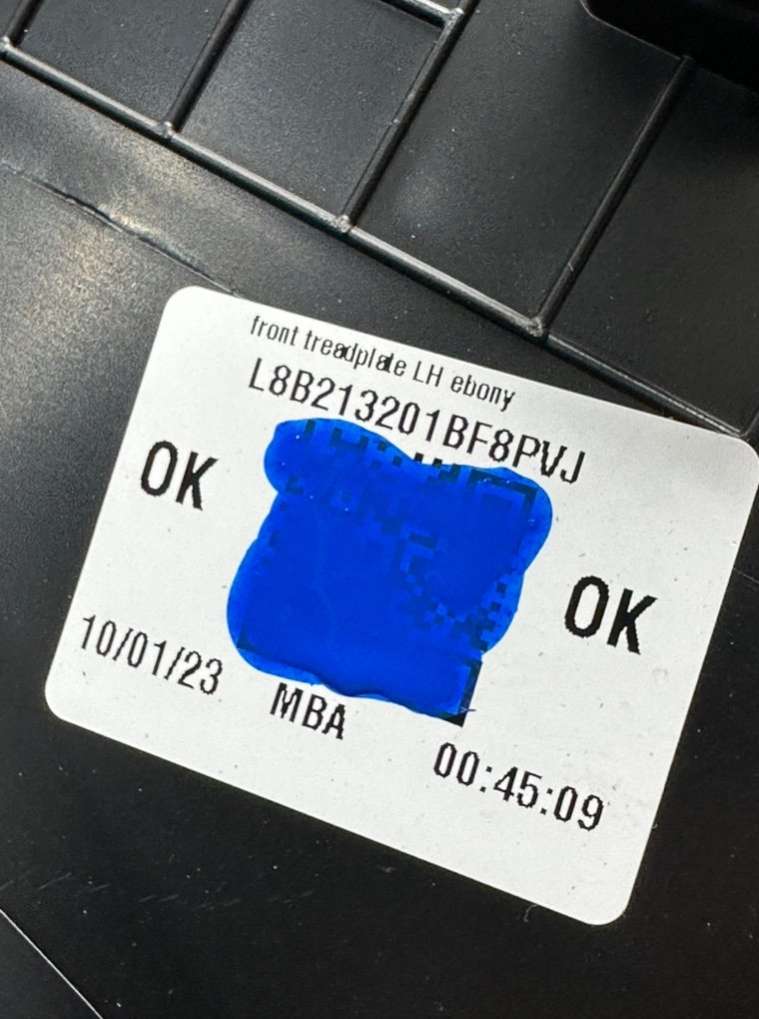 front treadplate LH ebony
L8B213201BF8PVJ
OK
OK
10/01/23
MBA
00:45:09